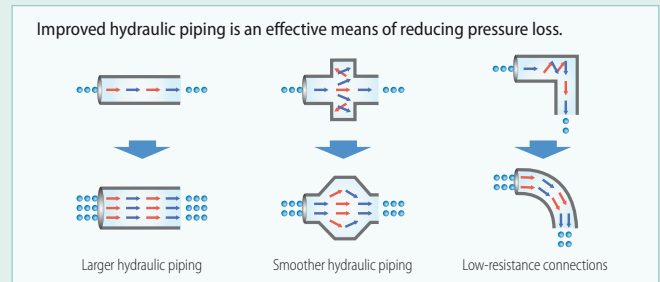 Improved hydraulic piping is an effective means of reducing pressure loss.
Larger hydraulic piping
Smoother hydraulic piping
Low-resistance connections